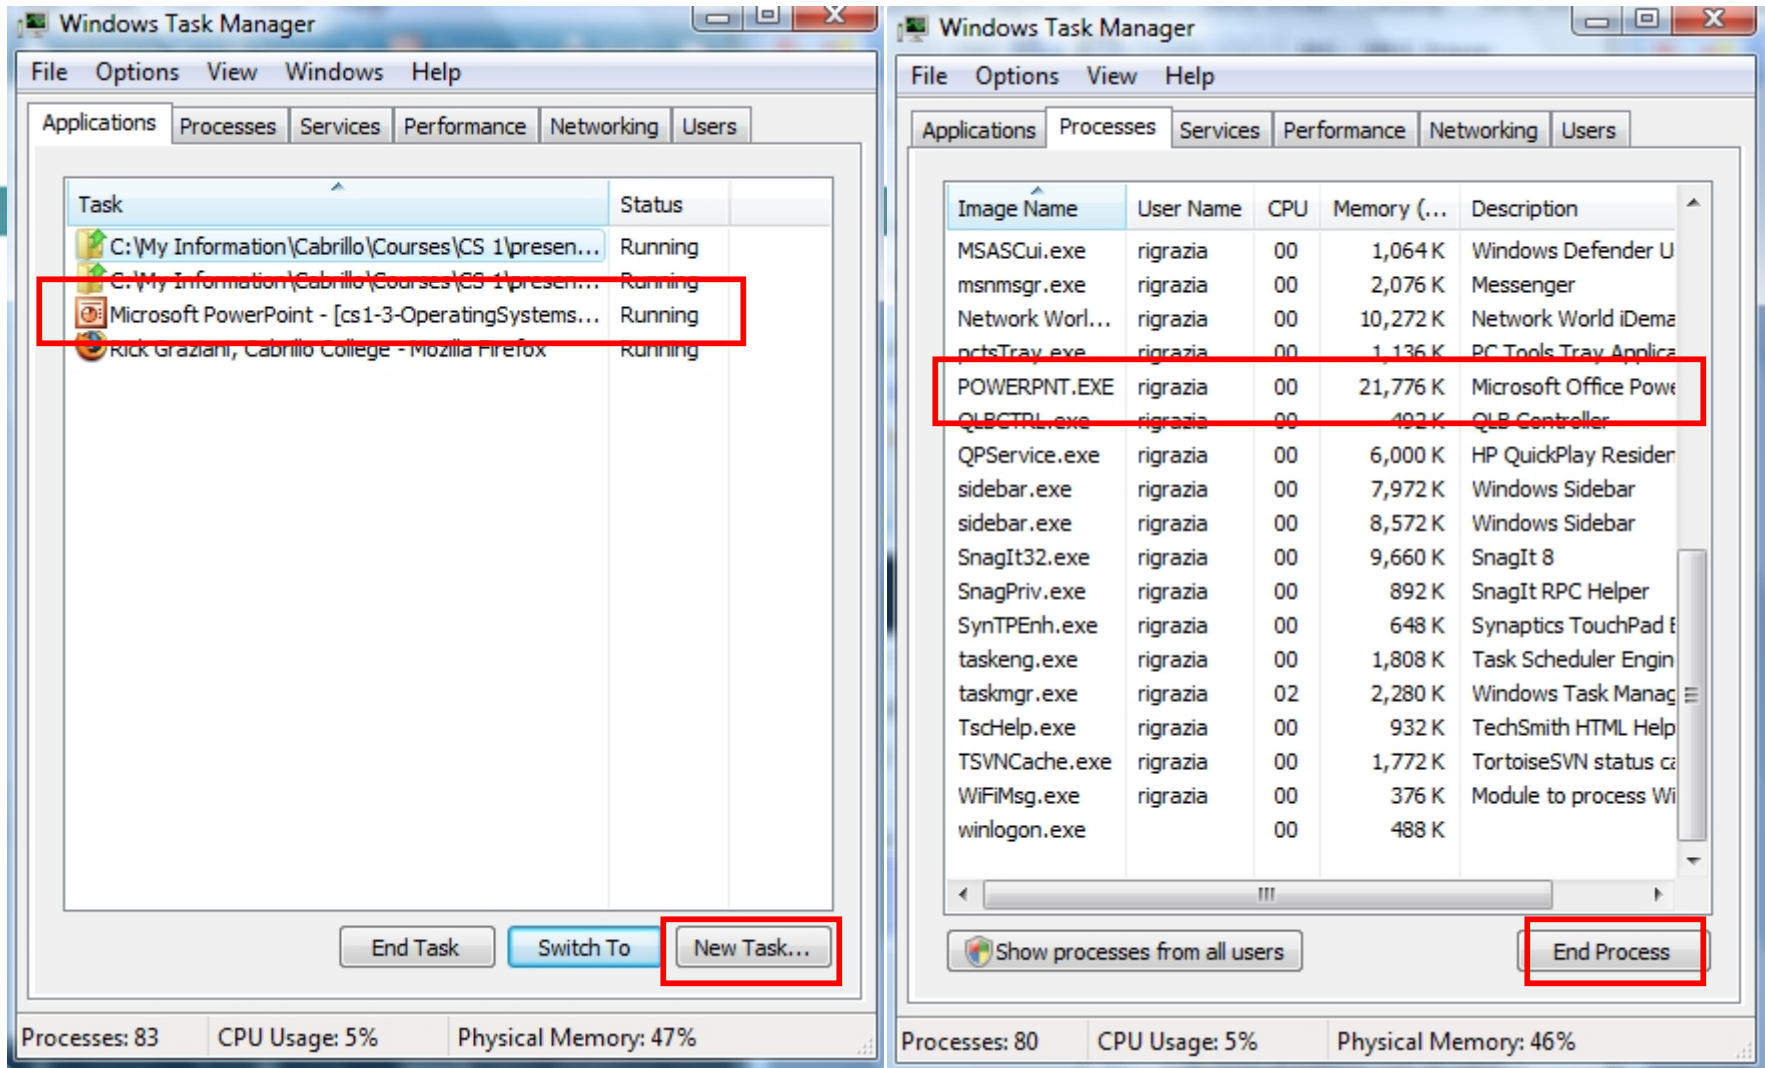 Windows Task Manager
File Options View Windows Help
Applications Processes Services Performance Networking Users
Task Status
C:\My Information\Cabrillo\Courses\CS 1\presen... Running
C:\My Information\Cabrillo\Courses\CS 1\presen... Running
Microsoft PowerPoint - [cs1-3-OperatingSystems... Running
Rick Graziani, Cabrillo College - Mozilla Firefox Running
End Task Switch To New Task...
Processes: 83 CPU Usage: 5% Physical Memory: 47%
Windows Task Manager
File Options View Help
Applications Processes Services Performance Networking Users
Image Name User Name CPU Memory (... Description
MSASCui.exe rigrazia 00 1,064 K Windows Defender U
msnmsgr.exe rigrazia 00 2,076 K Messenger
Network Worl... rigrazia 00 10,272 K Network World iDema
pctsTray.exe rigrazia 00 1,136 K PC Tools Tray Applica
POWERPNT.EXE rigrazia 00 21,776 K Microsoft Office Powe
QLBCTRL.exe rigrazia 00 492 K QLB Controller
QPService.exe rigrazia 00 6,000 K HP QuickPlay Residen
sidebar.exe rigrazia 00 7,972 K Windows Sidebar
sidebar.exe rigrazia 00 8,572 K Windows Sidebar
SnagIt32.exe rigrazia 00 9,660 K SnagIt 8
SnagPriv.exe rigrazia 00 892 K SnagIt RPC Helper
SynTPEnh.exe rigrazia 00 648 K Synaptics TouchPad E
taskeng.exe rigrazia 00 1,808 K Task Scheduler Engin
taskmgr.exe rigrazia 02 2,280 K Windows Task Manag
TscHelp.exe rigrazia 00 932 K TechSmith HTML Help
TSVNCache.exe rigrazia 00 1,772 K TortoiseSVN status ca
WiFiMsg.exe rigrazia 00 376 K Module to process Wi
winlogon.exe 00 488 K
Show processes from all users End Process
Processes: 80 CPU Usage: 5% Physical Memory: 46%